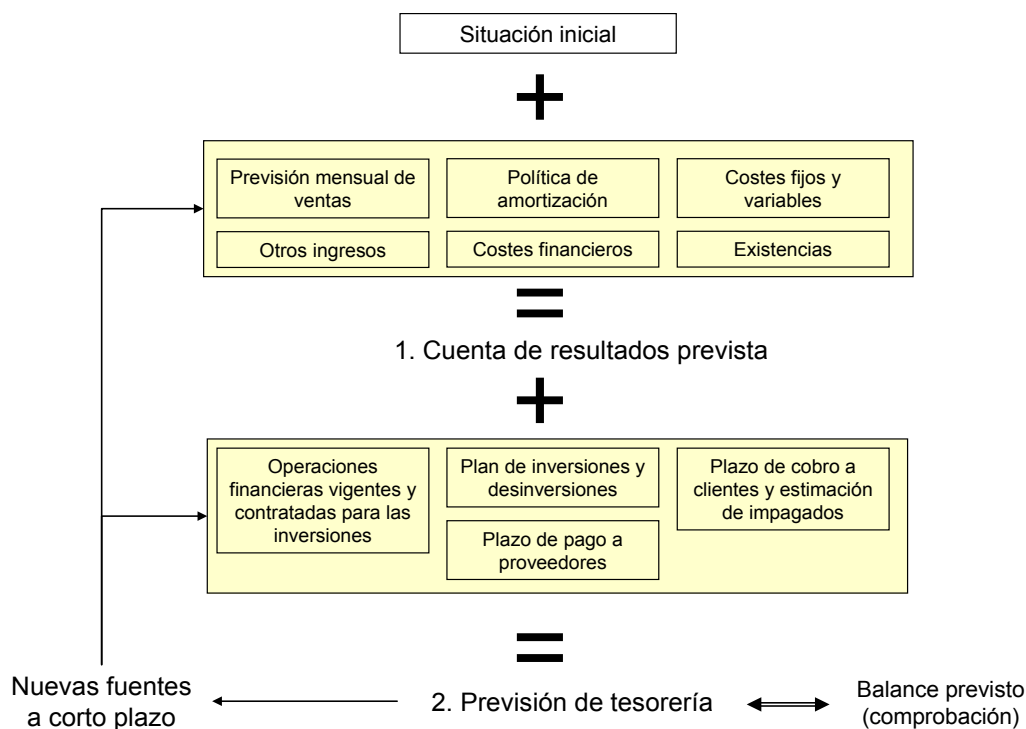 Situación inicial
+
Previsión mensual de
ventas
Política de
amortización
Costes fijos y
variables
Otros ingresos
Costes financieros
Existencias
=
1. Cuenta de resultados prevista
+
Operaciones
financieras vigentes y
contratadas para las
inversiones
Plan de inversiones y
desinversiones
Plazo de cobro a
clientes y estimación
de impagados
Plazo de pago a
proveedores
=
Nuevas fuentes
a corto plazo
2. Previsión de tesorería
Balance previsto
(comprobación)